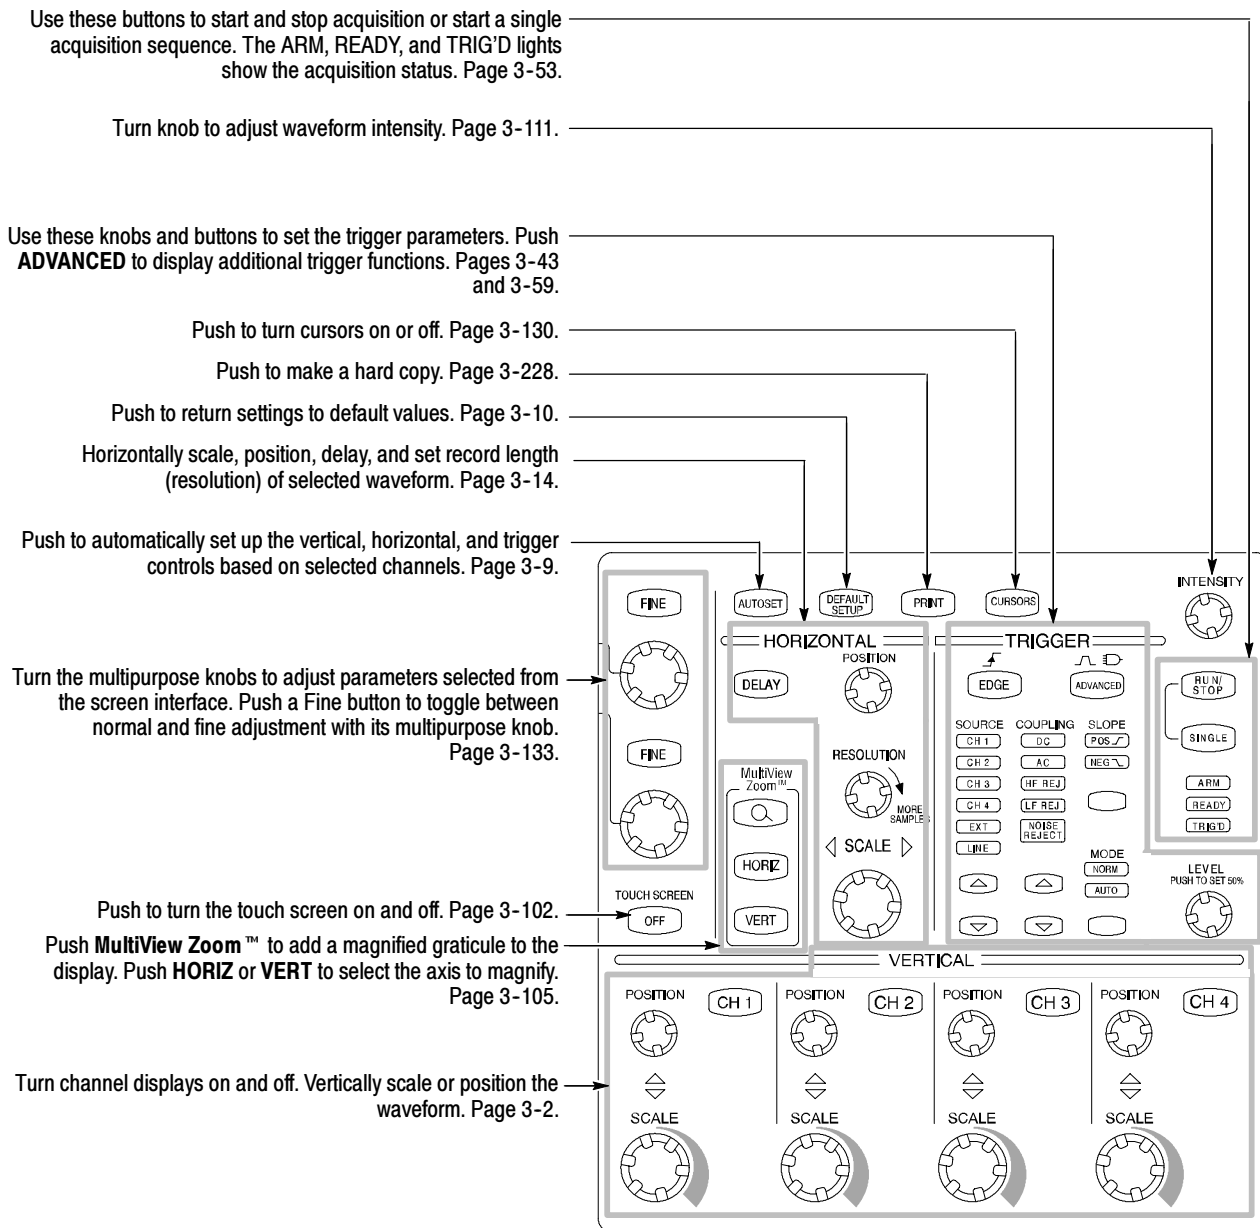 Use these buttons to start and stop acquisition or start a single
acquisition sequence. The ARM, READY, and TRIG'D lights
show the acquisition status. Page 3-53.
Turn knob to adjust waveform intensity. Page 3-111.
Use these knobs and buttons to set the trigger parameters. Push
ADVANCED to display additional trigger functions. Pages 3-43
and 3-59.
Push to turn cursors on or off. Page 3-130.
Push to make a hard copy. Page 3-228.
Push to return settings to default values. Page 3-10.
Horizontally scale, position, delay, and set record length
(resolution) of selected waveform. Page 3-14.
Push to automatically set up the vertical, horizontal, and trigger
controls based on selected channels. Page 3-9.
Turn the multipurpose knobs to adjust parameters selected from
the screen interface. Push a Fine button to toggle between
normal and fine adjustment with its multipurpose knob.
Page 3-133.
Push to turn the touch screen on and off. Page 3-102.
Push MultiView Zoom™ to add a magnified graticule to the
display. Push HORIZ or VERT to select the axis to magnify.
Page 3-105.
Turn channel displays on and off. Vertically scale or position the
waveform. Page 3-2.
FINE
FINE
TOUCH SCREEN
OFF
AUTOSET
DEFAULT
SETUP
PRINT
CURSORS
INTENSITY
HORIZONTAL
DELAY
POSITION
RESOLUTION
MORE
SAMPLES
SCALE
MultiView
Zoom™
HORIZ
VERT
TRIGGER
EDGE
ADVANCED
SOURCE
CH 1
CH 2
CH 3
CH 4
EXT
LINE
COUPLING
DC
AC
HF REJ
LF REJ
NOISE
REJECT
SLOPE
POS
NEG
MODE
NORM
AUTO
RUN/
STOP
SINGLE
ARM
READY
TRIG'D
LEVEL
PUSH TO SET 50%
VERTICAL
POSITION
CH 1
POSITION
CH 2
POSITION
CH 3
POSITION
CH 4
SCALE
SCALE
SCALE
SCALE